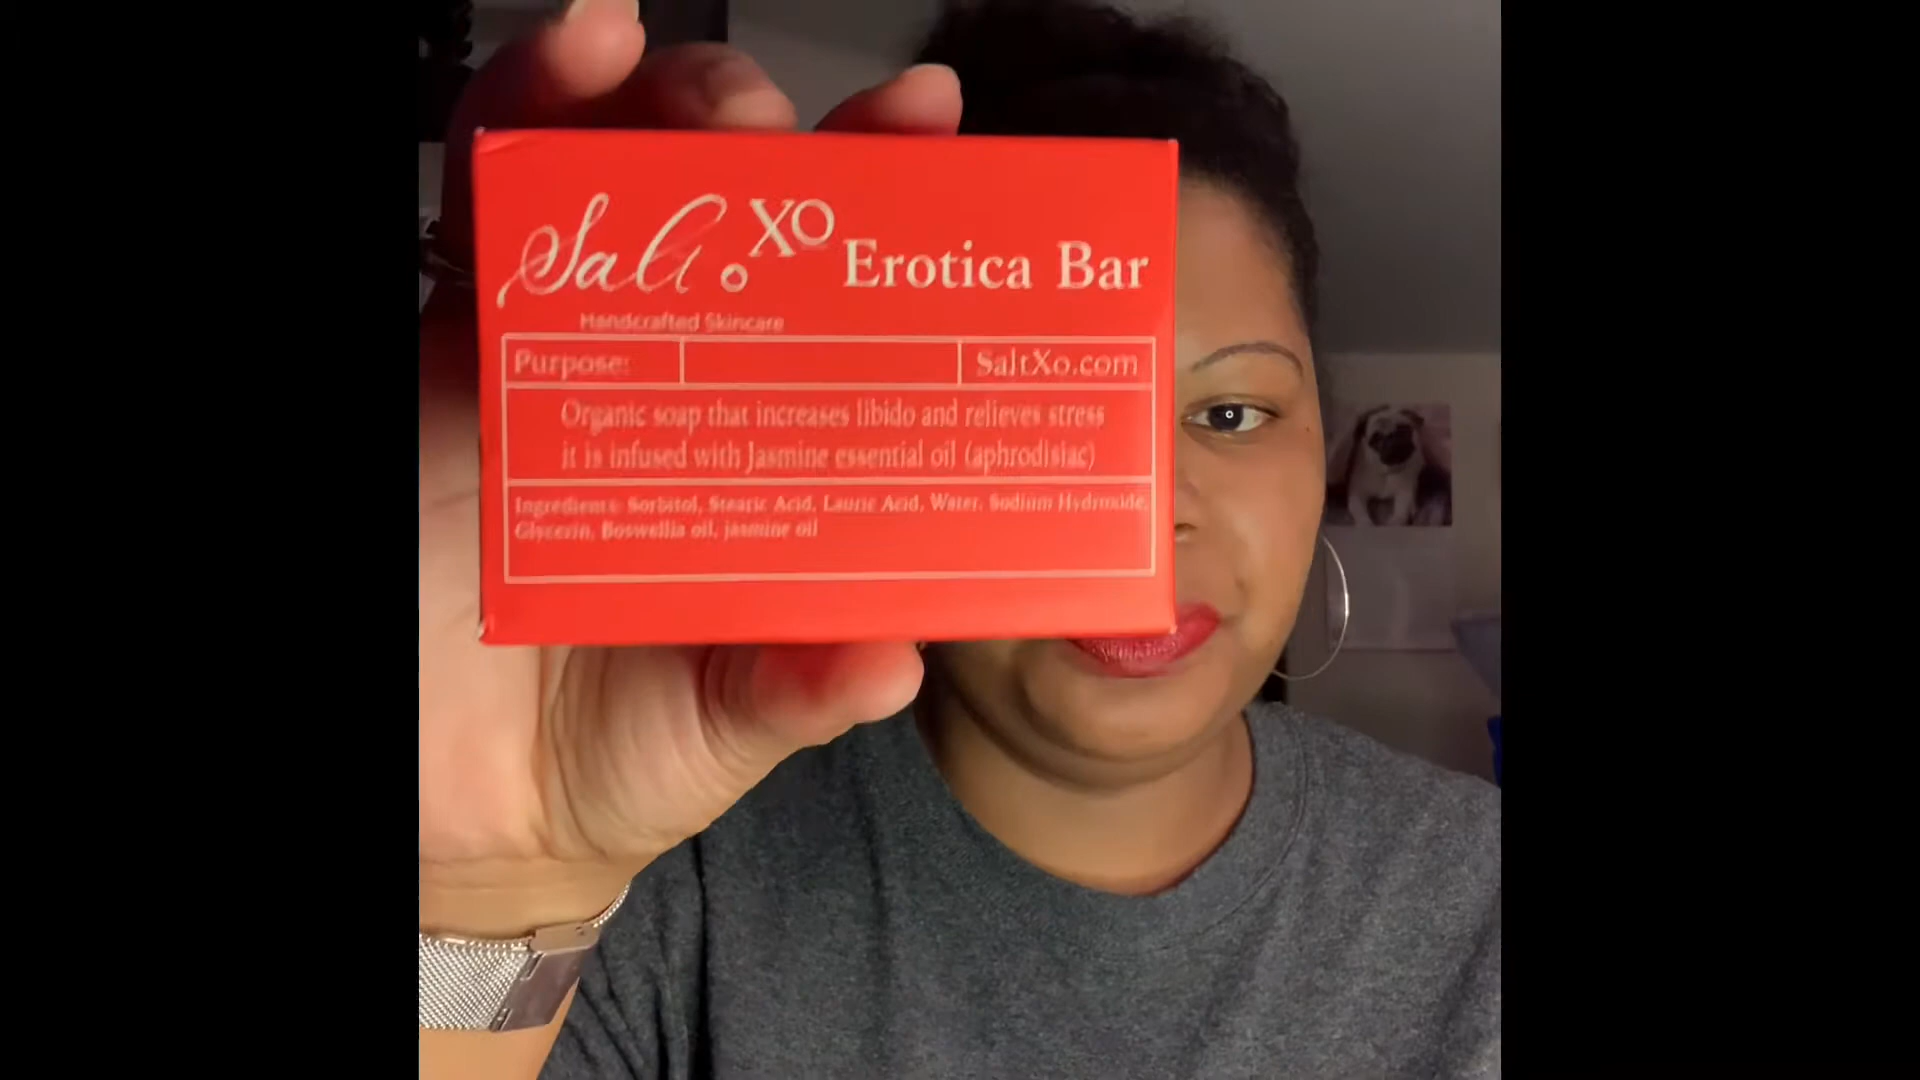 Salt. XO Erotica Bar
Handcrafted Skincare
Purpose: SaltXo.com
Organic soap that increases libido and relieves stress
it is infused with Jasmine essential oil (aphrodisiac)
Ingredients: Sorbitol, Stearic Acid, Lauric Acid, Water, Sodium Hydroxide,
Glycerin, Boswellia oil, jasmine oil